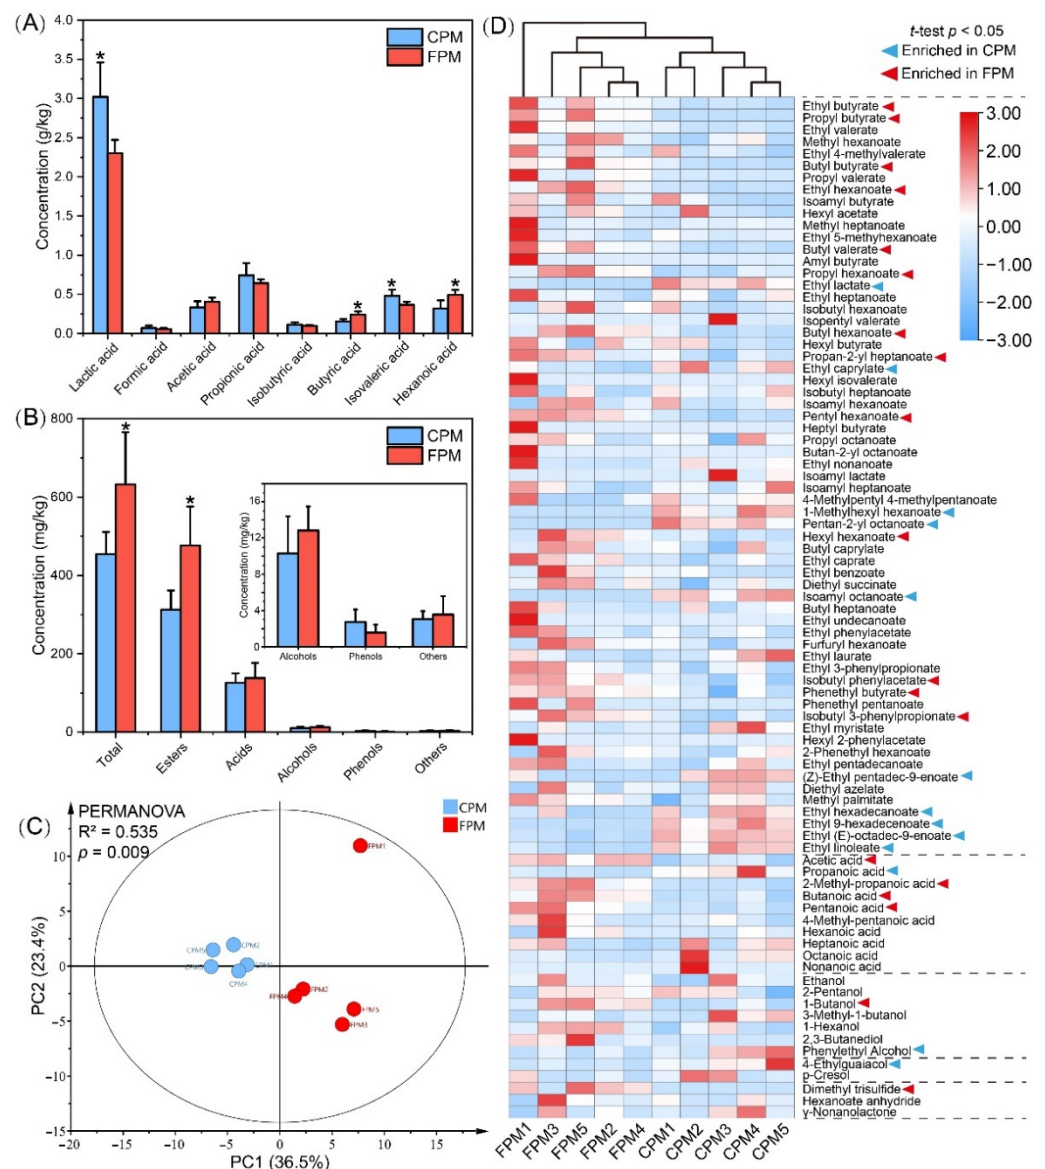 (A)
4.0
3.5
3.0
2.5
2.0
1.5
1.0
0.5
0.0
Concentration (g/kg)
CPM
FPM
*
*
*
*
Lactic acid
Formic acid
Acetic acid
Propionic acid
Isobutyric acid
Butyric acid
Isovaleric acid
Hexanoic acid
(B)
800
600
400
200
0
Concentration (mg/kg)
CPM
FPM
*
*
16
12
8
4
0
Concentration (mg/kg)
Alcohols
Phenols
Others
Total
Esters
Acids
Alcohols
Phenols
Others
(C)
PERMANOVA
R² = 0.535
p = 0.009
CPM
FPM
10
5
0
−5
−10
−15
PC2 (23.4%)
FPM1
CPM5
CPM2
CPM4
FPM4
FPM2
FPM5
FPM3
−15
−10
−5
0
5
10
15
PC1 (36.5%)
(D)
t-test p < 0.05
Enriched in CPM
Enriched in FPM
3.00
2.00
1.00
0.00
−1.00
−2.00
−3.00
Ethyl butyrate
Propyl butyrate
Ethyl valerate
Methyl hexanoate
Ethyl 4-methylvalerate
Butyl butyrate
Propyl valerate
Ethyl hexanoate
Isoamyl butyrate
Hexyl acetate
Methyl heptanoate
Ethyl 5-methyhexanoate
Butyl valerate
Amyl butyrate
Propyl hexanoate
Ethyl lactate
Ethyl heptanoate
Isobutyl hexanoate
Isopentyl valerate
Butyl hexanoate
Hexyl butyrate
Propan-2-yl heptanoate
Ethyl caprylate
Hexyl isovalerate
Isobutyl heptanoate
Isoamyl hexanoate
Pentyl hexanoate
Heptyl butyrate
Propyl octanoate
Butan-2-yl octanoate
Ethyl nonanoate
Isoamyl lactate
Isoamyl heptanoate
4-Methylpentyl 4-methylpentanoate
1-Methylhexyl hexanoate
Pentan-2-yl octanoate
Hexyl hexanoate
Butyl caprylate
Ethyl caprate
Ethyl benzoate
Diethyl succinate
Isoamyl octanoate
Butyl heptanoate
Ethyl undecanoate
Ethyl phenylacetate
Furfuryl hexanoate
Ethyl laurate
Ethyl 3-phenylpropionate
Isobutyl phenylacetate
Phenethyl butyrate
Phenethyl pentanoate
Isobutyl 3-phenylpropionate
Ethyl myristate
Hexyl 2-phenylacetate
2-Phenethyl hexanoate
Ethyl pentadecanoate
(Z)-Ethyl pentadec-9-enoate
Diethyl azelate
Methyl palmitate
Ethyl hexadecanoate
Ethyl 9-hexadecenoate
Ethyl (E)-octadec-9-enoate
Ethyl linoleate
Acetic acid
Propanoic acid
2-Methyl-propanoic acid
Butanoic acid
Pentanoic acid
4-Methyl-pentanoic acid
Hexanoic acid
Heptanoic acid
Octanoic acid
Nonanoic acid
Ethanol
2-Pentanol
1-Butanol
3-Methyl-1-butanol
1-Hexanol
2,3-Butanediol
Phenylethyl Alcohol
4-Ethylguaiacol
p-Cresol
Dimethyl trisulfide
Hexanoate anhydride
γ-Nonanolactone
FPM1
FPM3
FPM5
FPM2
FPM4
CPM1
CPM2
CPM3
CPM4
CPM5